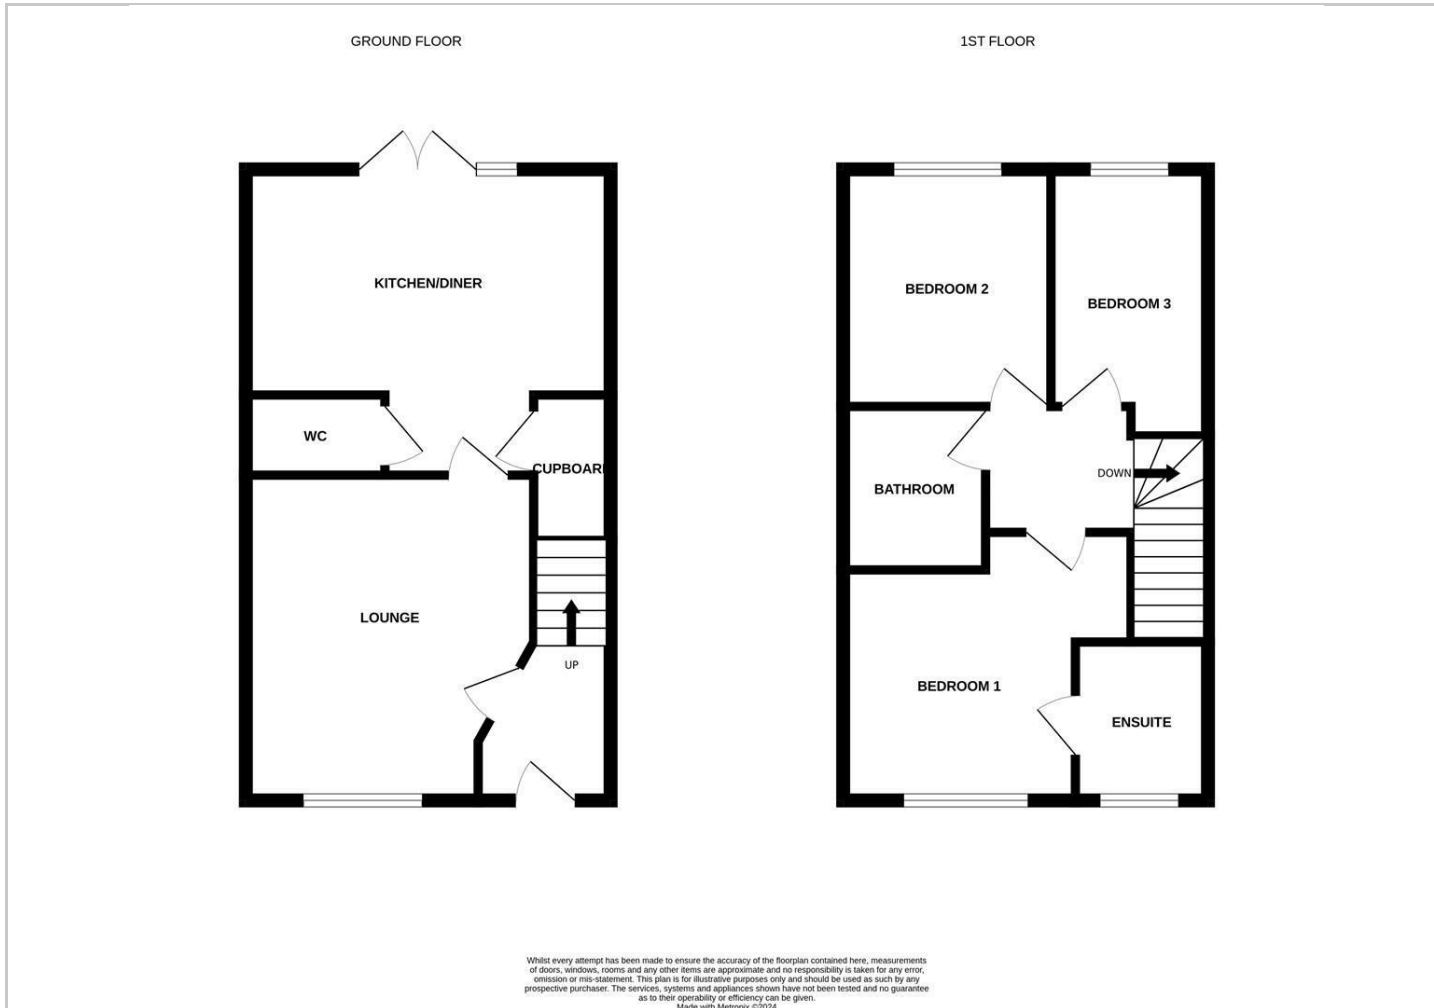 GROUND FLOOR
1ST FLOOR
KITCHEN/DINER
WC
CUPBOARD
LOUNGE
UP
BEDROOM 2
BEDROOM 3
DOWN
BATHROOM
BEDROOM 1
ENSUITE
Whilst every attempt has been made to ensure the accuracy of the floorplan contained here, measurements
of doors, windows, rooms and any other items are approximate and no responsibility is taken for any error,
omission or mis-statement. This plan is for illustrative purposes only and should be used as such by any
prospective purchaser. The services, systems and appliances shown have not been tested and no guarantee
as to their operability or efficiency can be given.
Made with Metropix ©2024